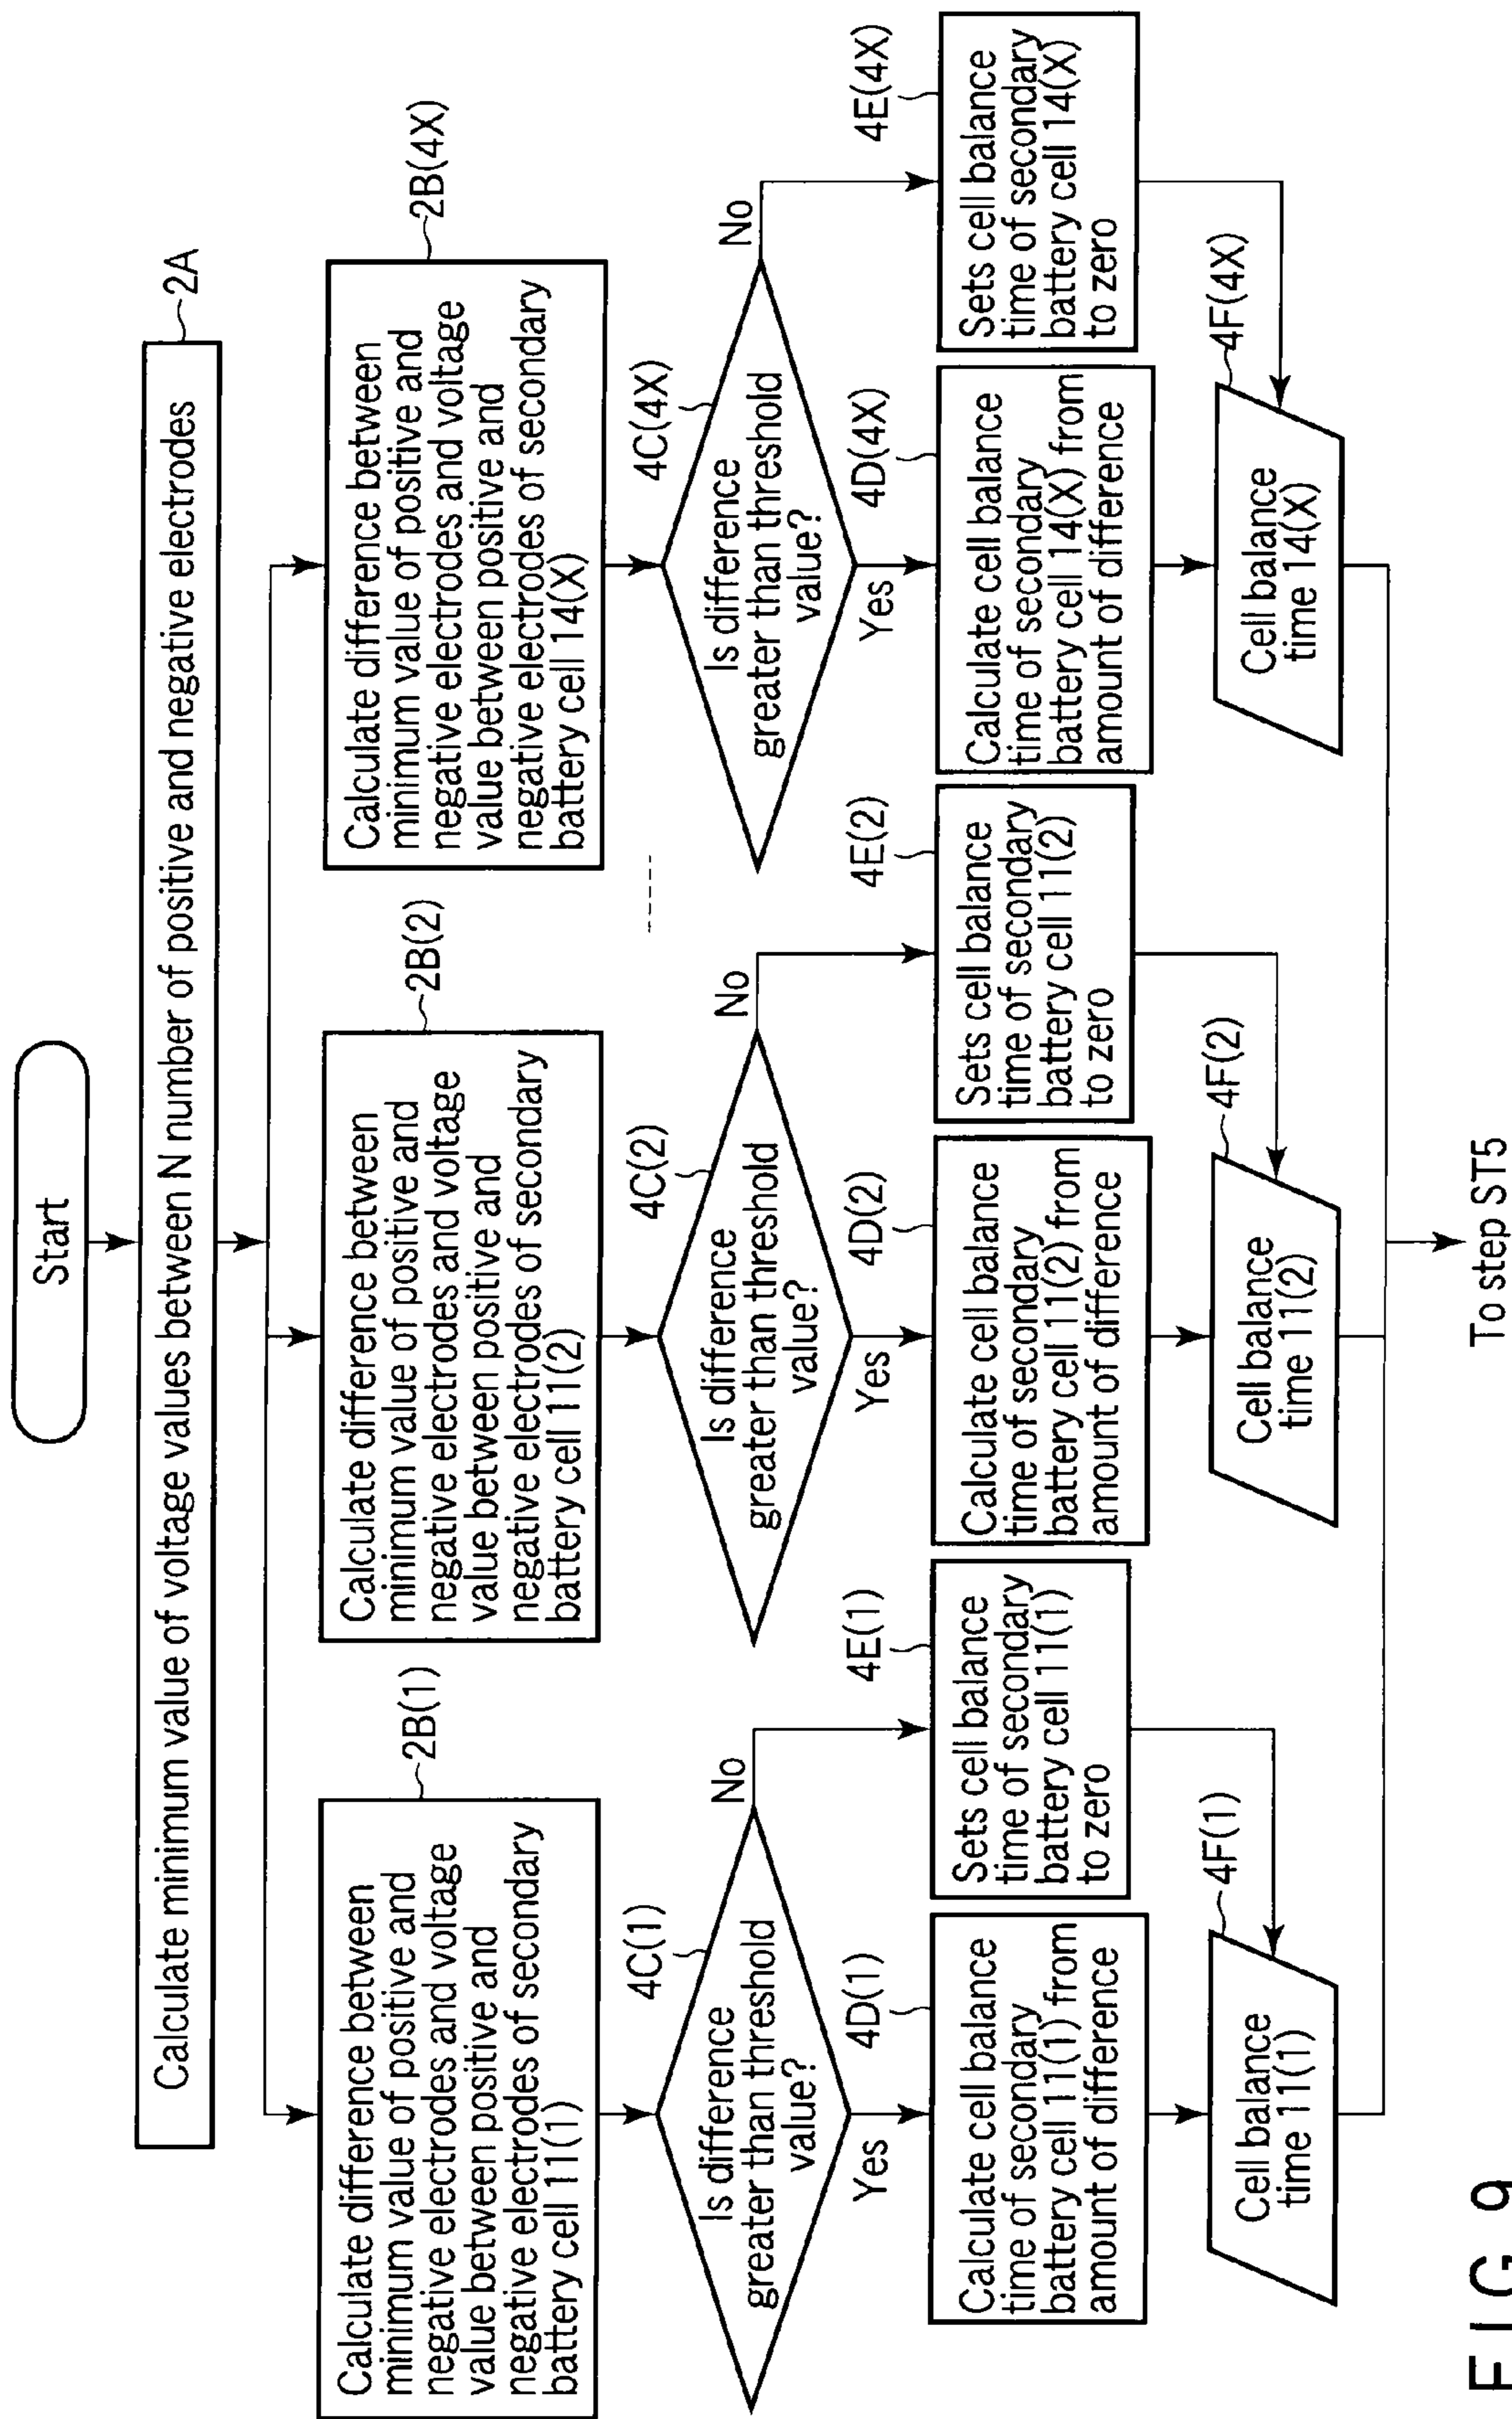 Start
Calculate minimum value of voltage values between N number of positive and negative electrodes
2A
Calculate difference between
minimum value of positive and
negative electrodes and voltage
value between positive and
negative electrodes of secondary
battery cell 11(1)
2B(1)
Calculate difference between
minimum value of positive and
negative electrodes and voltage
value between positive and
negative electrodes of secondary
battery cell 11(2)
2B(2)
Calculate difference between
minimum value of positive and
negative electrodes and voltage
value between positive and
negative electrodes of secondary
battery cell 14(X)
2B(4X)
4C(1)
Is difference
greater than threshold
value?
No
Yes
4C(2)
Is difference
greater than threshold
value?
No
Yes
4C(4X)
Is difference
greater than threshold
value?
No
Yes
4D(1)
Calculate cell balance
time of secondary
battery cell 11(1) from
amount of difference
4E(1)
Sets cell balance
time of secondary
battery cell 11(1)
to zero
4D(2)
Calculate cell balance
time of secondary
battery cell 11(2) from
amount of difference
4E(2)
Sets cell balance
time of secondary
battery cell 11(2)
to zero
4D(4X)
Calculate cell balance
time of secondary
battery cell 14(X) from
amount of difference
4E(4X)
Sets cell balance
time of secondary
battery cell 14(X)
to zero
4F(1)
Cell balance
time 11(1)
4F(2)
Cell balance
time 11(2)
4F(4X)
Cell balance
time 14(X)
To step ST5
FIG. 9